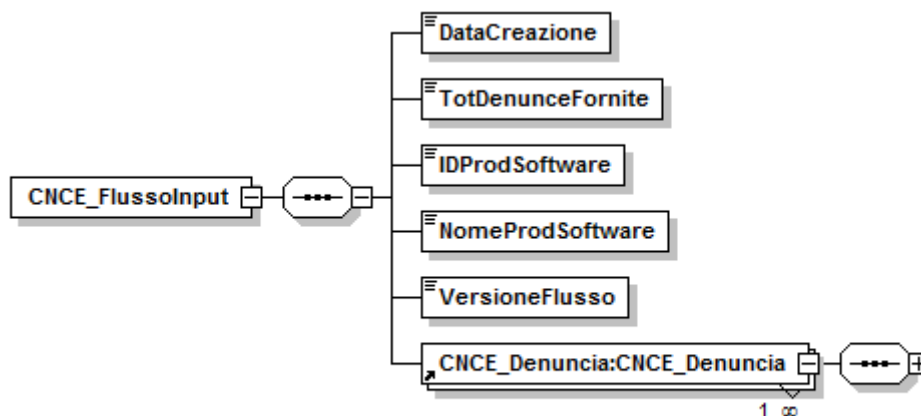 DataCreazione
TotDenunceFornite
IDProdSoftware
CNCE_FlussoInput
NomeProdSoftware
VersioneFlusso
CNCE_Denuncia:CNCE_Denuncia
1..∞